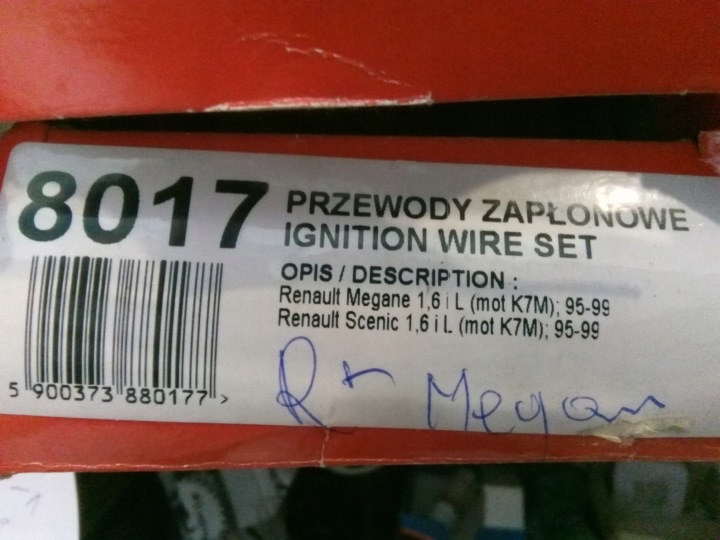 8017
PRZEWODY ZAPŁONOWE
IGNITION WIRE SET
OPIS / DESCRIPTION :
Renault Megane 1,6 i L (mot K7M); 95-99
Renault Scenic 1,6 i L (mot K7M); 95-99
5 900373 880177 >
Megan